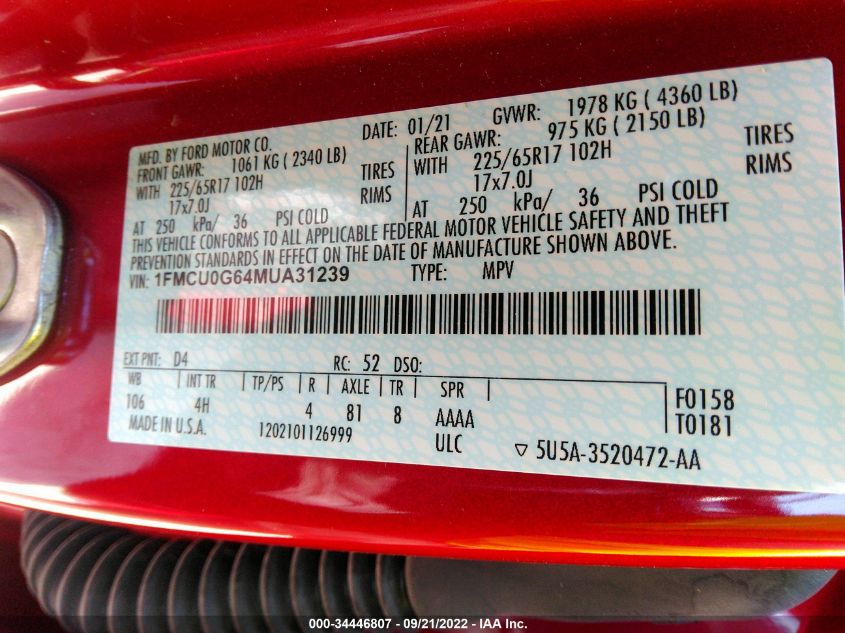 MFD. BY FORD MOTOR CO. DATE: 01/21 GVWR: 1978 KG ( 4360 LB)
FRONT GAWR: 1061 KG ( 2340 LB) REAR GAWR: 975 KG ( 2150 LB)
WITH 225/65R17 102H TIRES WITH 225/65R17 102H TIRES
17x7.0J RIMS 17x7.0J RIMS
AT 250 kPa/ 36 PSI COLD AT 250 kPa/ 36 PSI COLD
THIS VEHICLE CONFORMS TO ALL APPLICABLE FEDERAL MOTOR VEHICLE SAFETY AND THEFT
PREVENTION STANDARDS IN EFFECT ON THE DATE OF MANUFACTURE SHOWN ABOVE.
VIN: 1FMCU0G64MUA31239 TYPE: MPV
EXT PNT: D4 RC: 52 DSO:
WB INT TR TP/PS R AXLE TR SPR F0158
106 4H 4 81 8 AAAA T0181
MADE IN U.S.A. 1202101126999 ULC 5U5A-3520472-AA
000-34446807 - 09/21/2022 - IAA Inc.